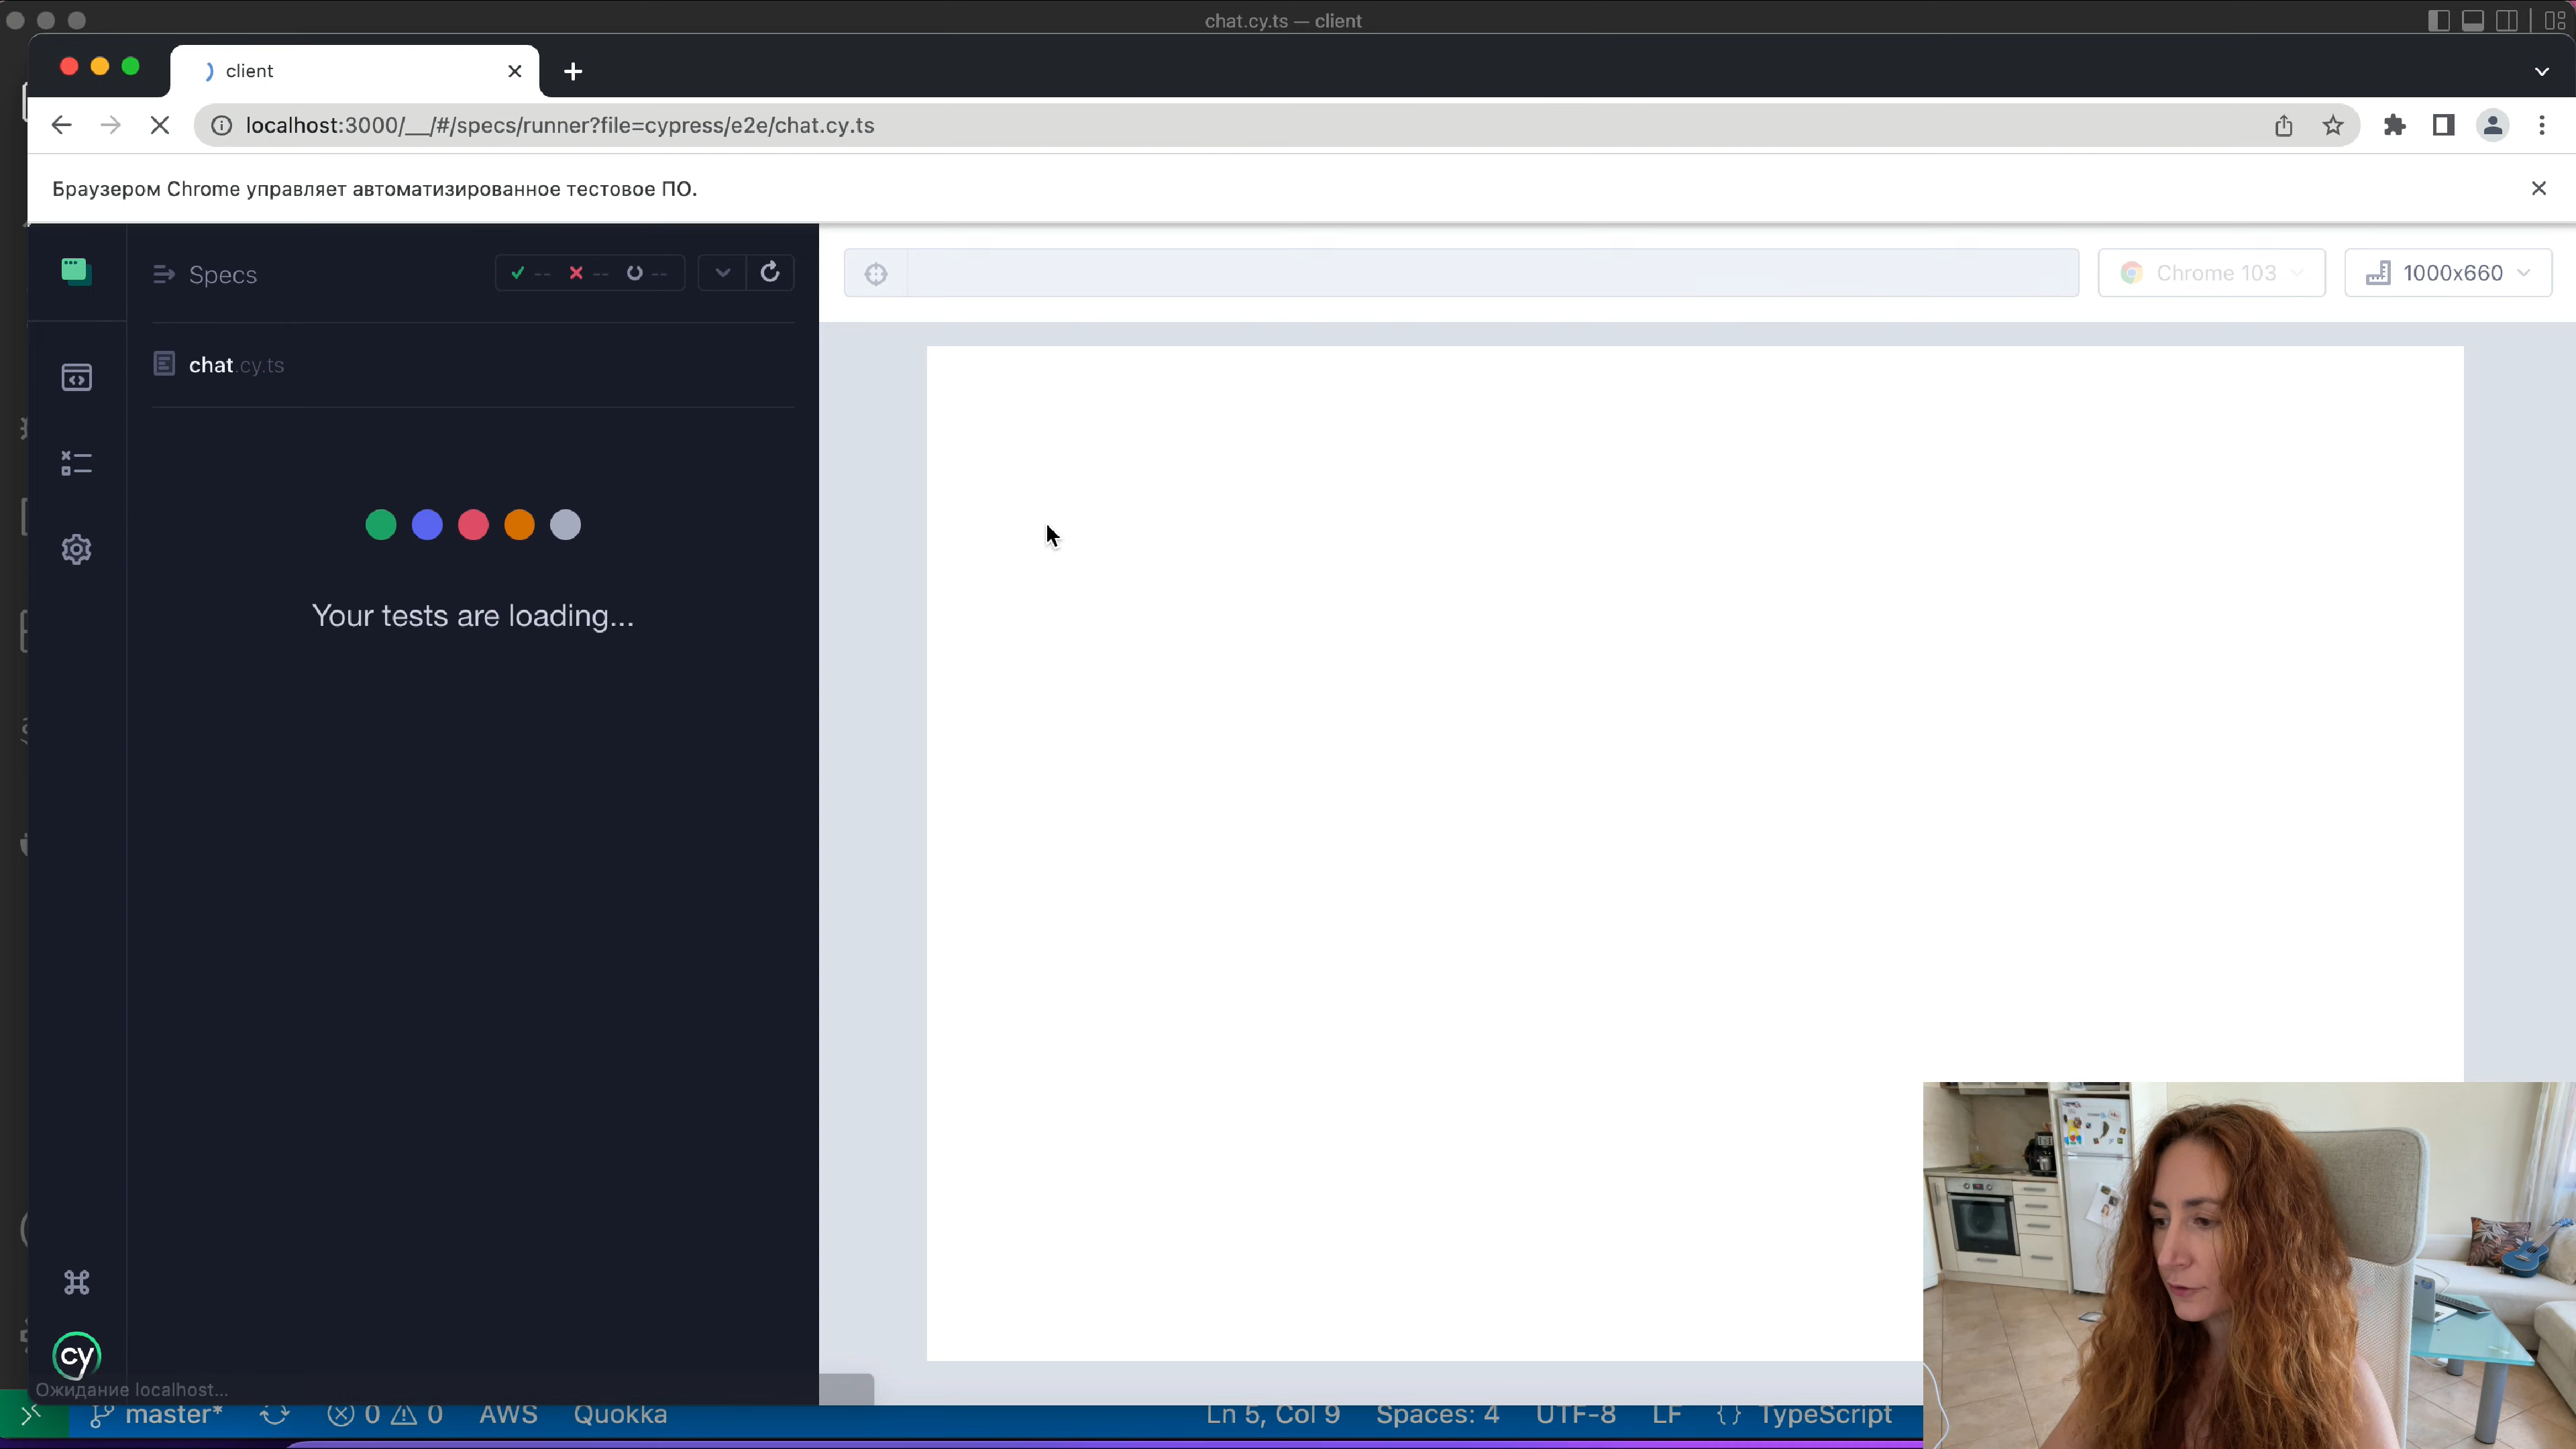 chat.cy.ts — client
client
localhost:3000/__/#/specs/runner?file=cypress/e2e/chat.cy.ts
Браузером Chrome управляет автоматизированное тестовое ПО.
Specs
-- -- --
Chrome 103
1000x660
chat.cy.ts
Your tests are loading...
cy
Ожидание localhost...
master*
0
0
AWS
Quokka
Ln 5, Col 9
Spaces: 4
UTF-8
LF
{ } TypeScript